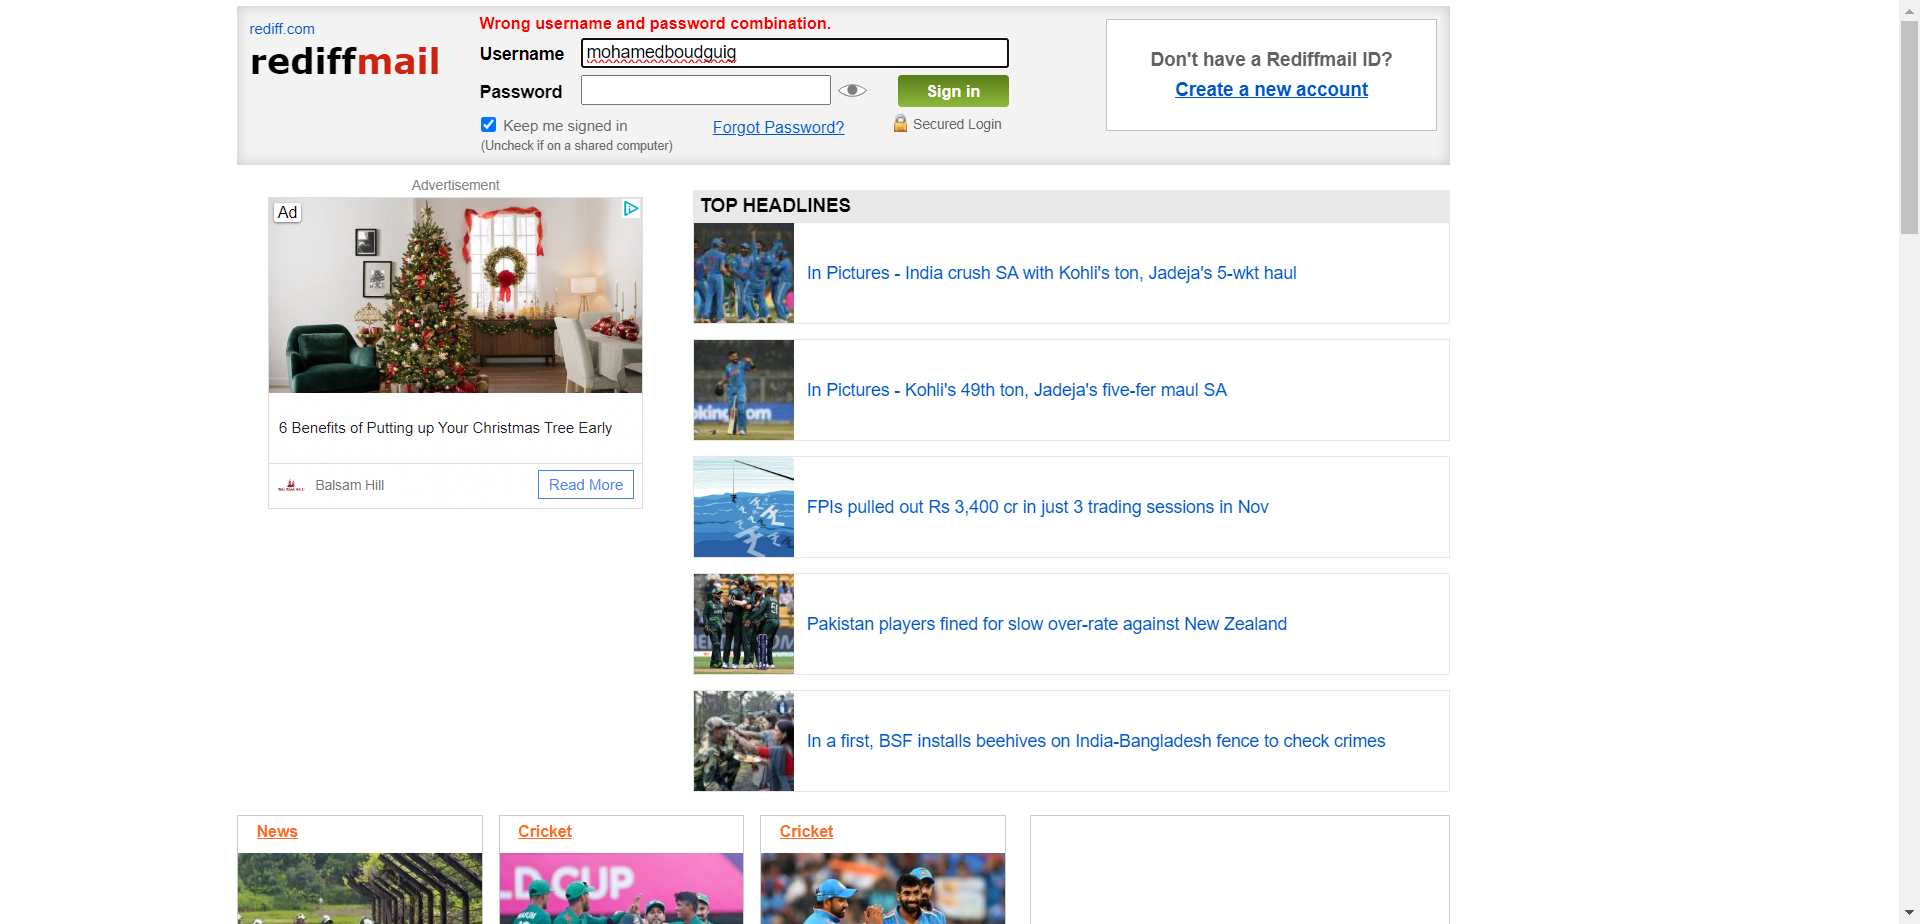 rediff.com
rediffmail
Wrong username and password combination.
Username mohamedboudguig
Password
Sign in
Keep me signed in
(Uncheck if on a shared computer)
Forgot Password?
Secured Login
Don't have a Rediffmail ID?
Create a new account
Advertisement
Ad
6 Benefits of Putting up Your Christmas Tree Early
Balsam Hill
Read More
TOP HEADLINES
In Pictures - India crush SA with Kohli's ton, Jadeja's 5-wkt haul
In Pictures - Kohli's 49th ton, Jadeja's five-fer maul SA
FPIs pulled out Rs 3,400 cr in just 3 trading sessions in Nov
Pakistan players fined for slow over-rate against New Zealand
In a first, BSF installs beehives on India-Bangladesh fence to check crimes
News
Cricket
LD CUP
Cricket